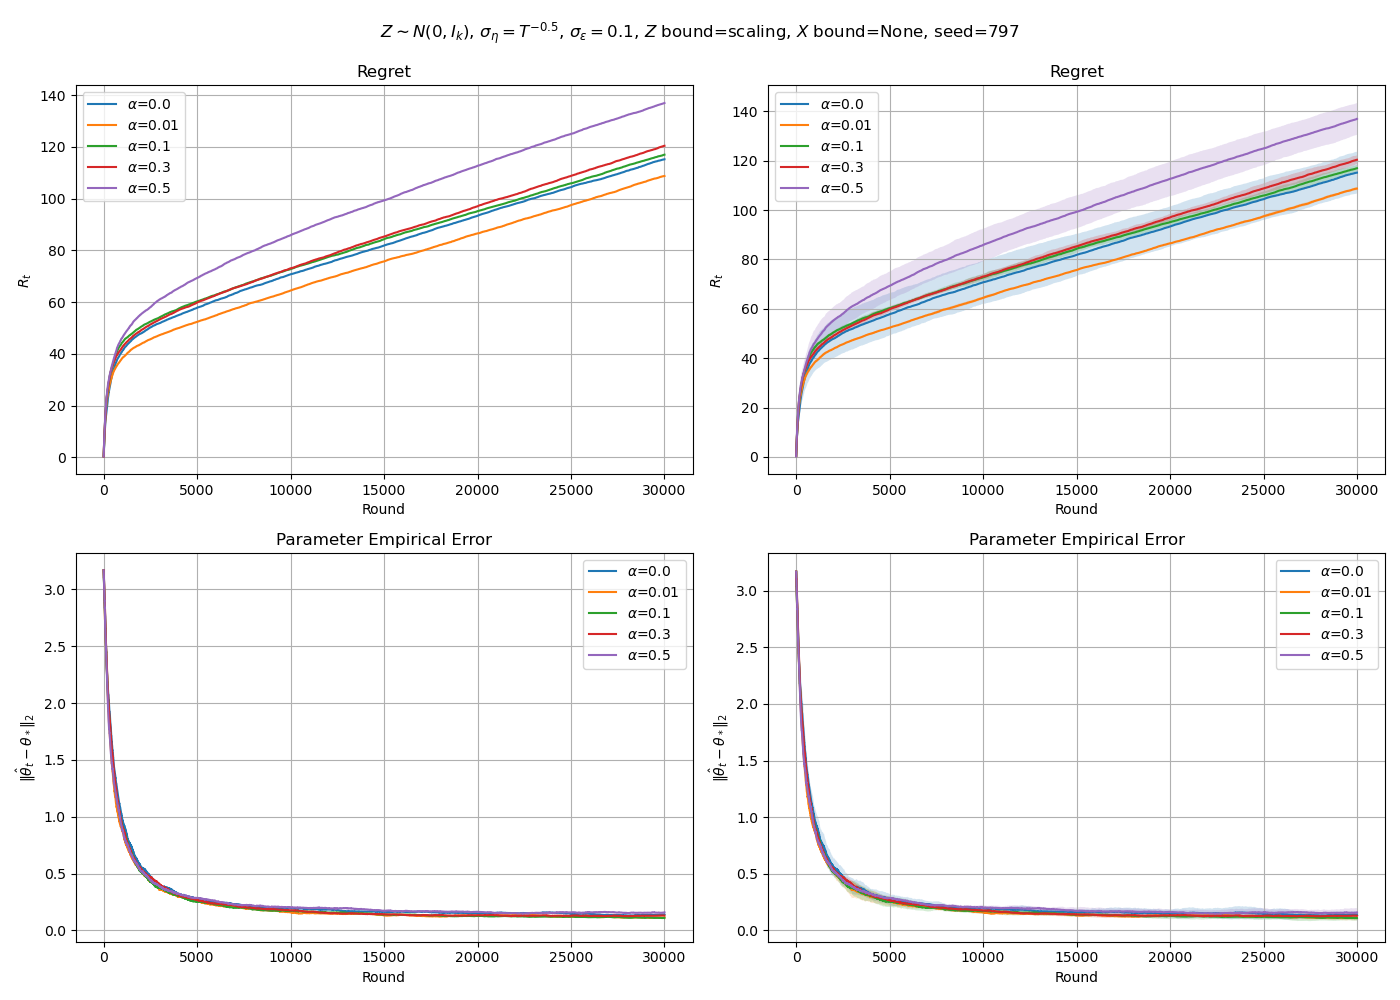 Z ~ N(0, I_k), σ_η = T^{-0.5}, σ_ε = 0.1, Z bound=scaling, X bound=None, seed=797
Regret
R_t
140
120
100
80
60
40
20
0
α=0.0
α=0.01
α=0.1
α=0.3
α=0.5
0 5000 10000 15000 20000 25000 30000
Round
Regret
R_t
140
120
100
80
60
40
20
0
α=0.0
α=0.01
α=0.1
α=0.3
α=0.5
0 5000 10000 15000 20000 25000 30000
Round
Parameter Empirical Error
‖θ̂_t − θ_*‖_2
3.0
2.5
2.0
1.5
1.0
0.5
0.0
α=0.0
α=0.01
α=0.1
α=0.3
α=0.5
0 5000 10000 15000 20000 25000 30000
Round
Parameter Empirical Error
‖θ̂_t − θ_*‖_2
3.0
2.5
2.0
1.5
1.0
0.5
0.0
α=0.0
α=0.01
α=0.1
α=0.3
α=0.5
0 5000 10000 15000 20000 25000 30000
Round